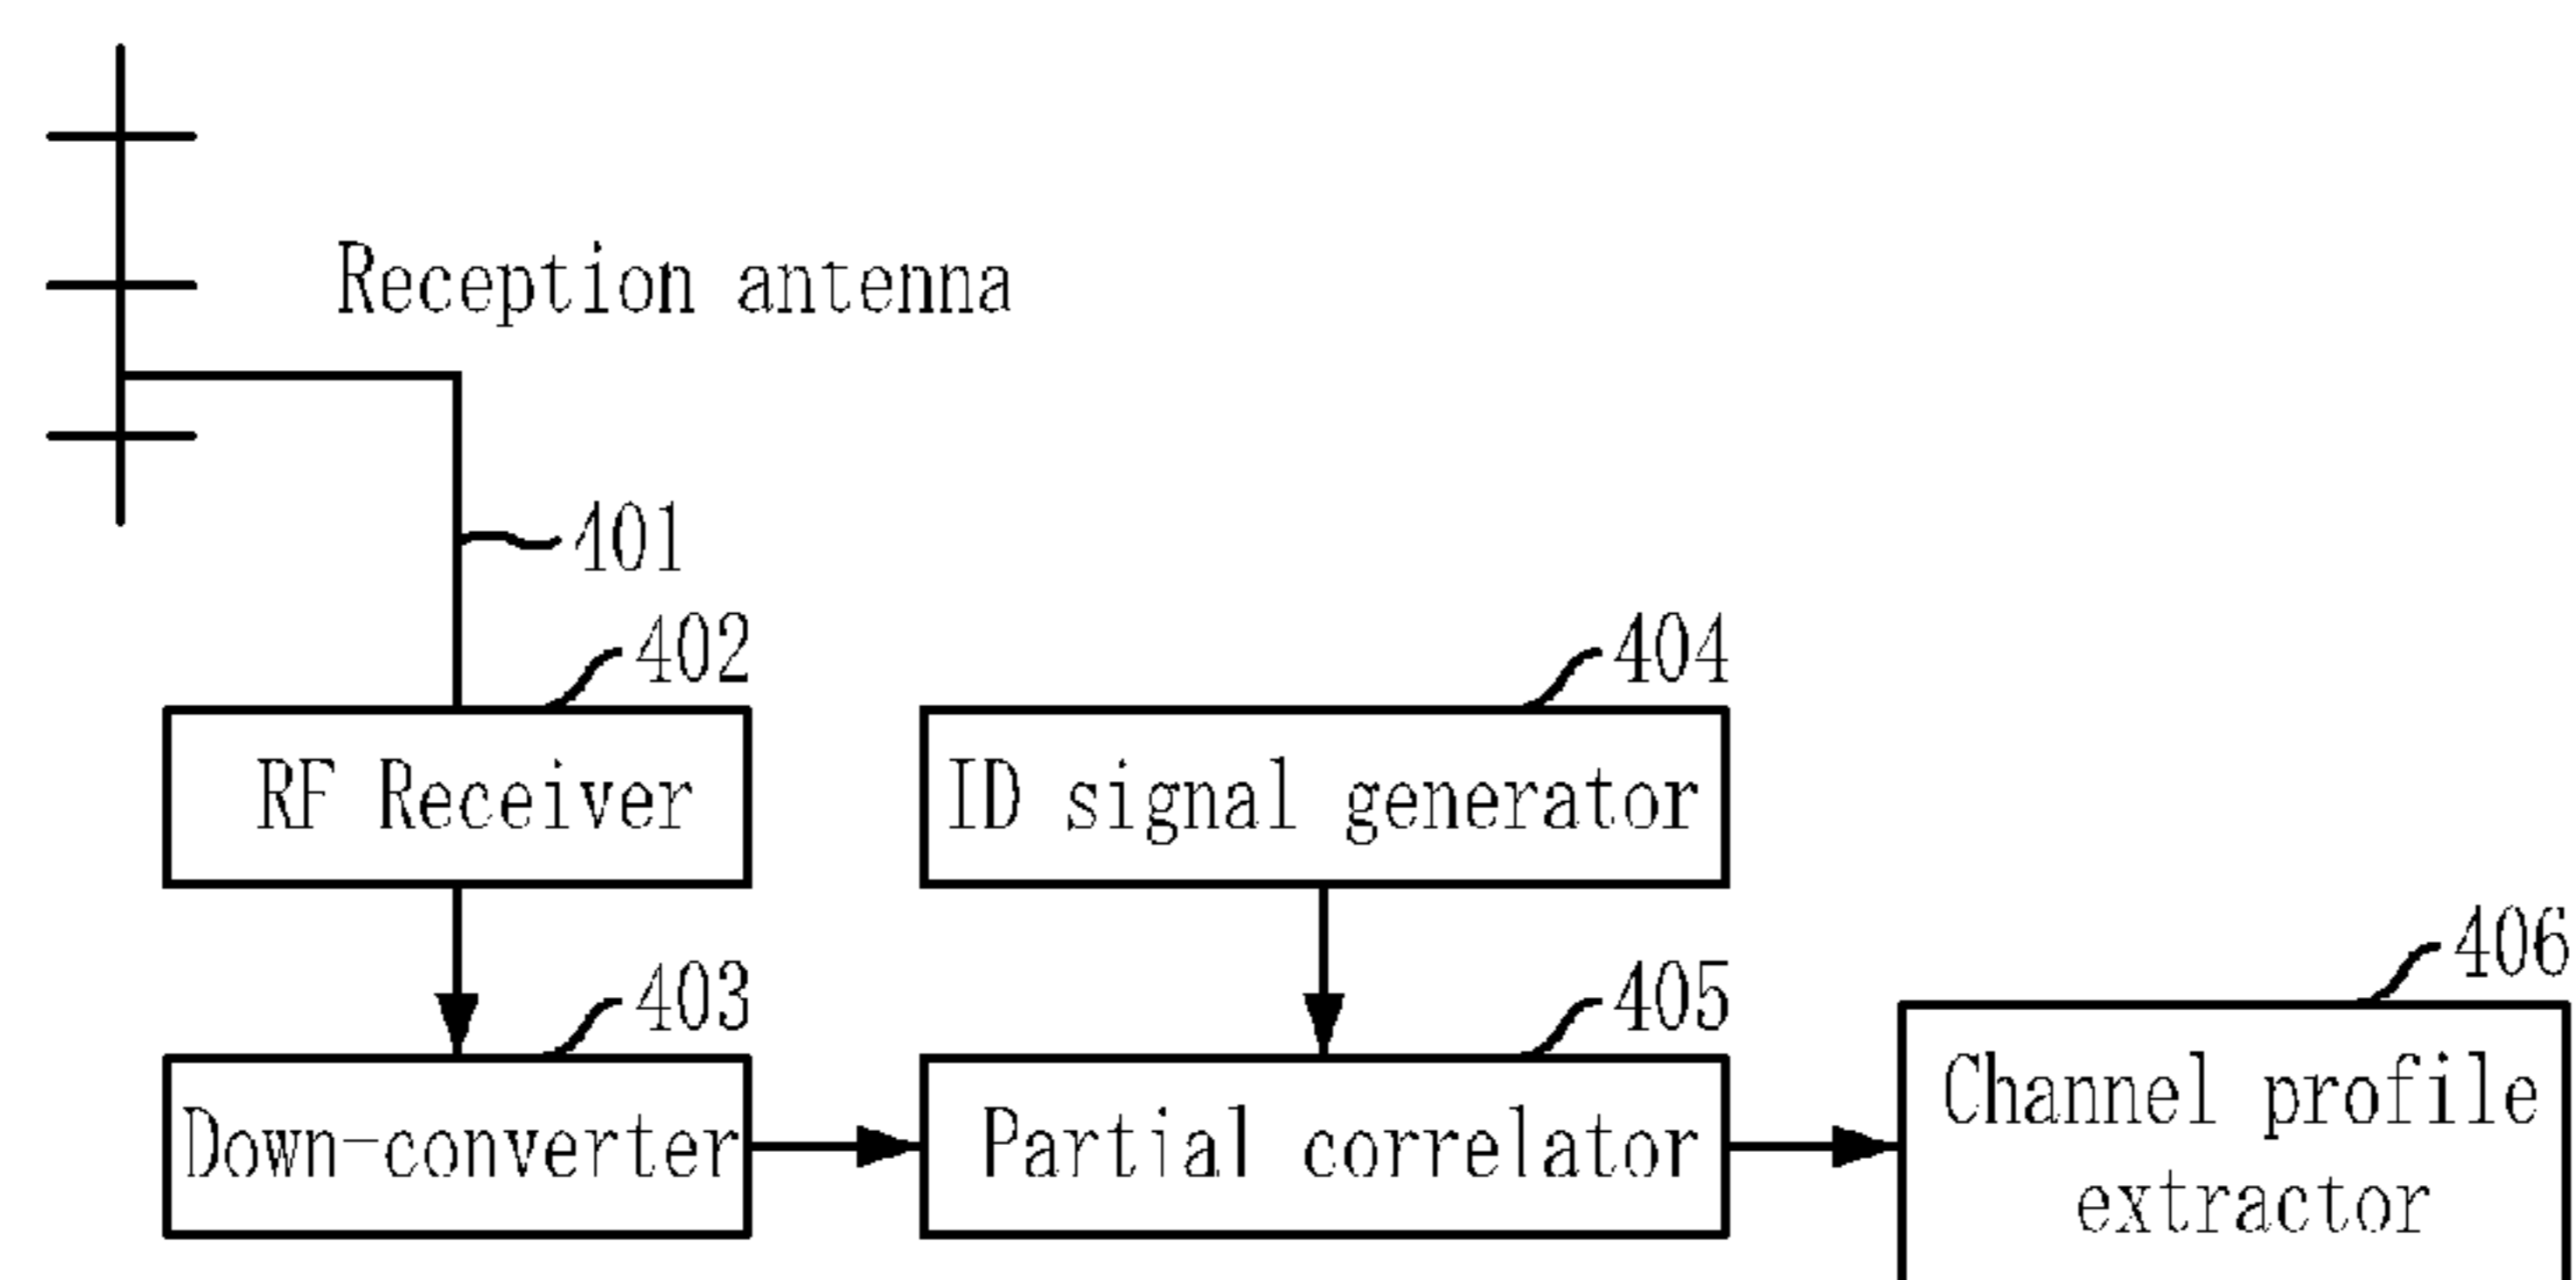 Reception antenna
401
402
404
RF Receiver
ID signal generator
406
403
405
Channel profile
extractor
Down-converter
Partial correlator